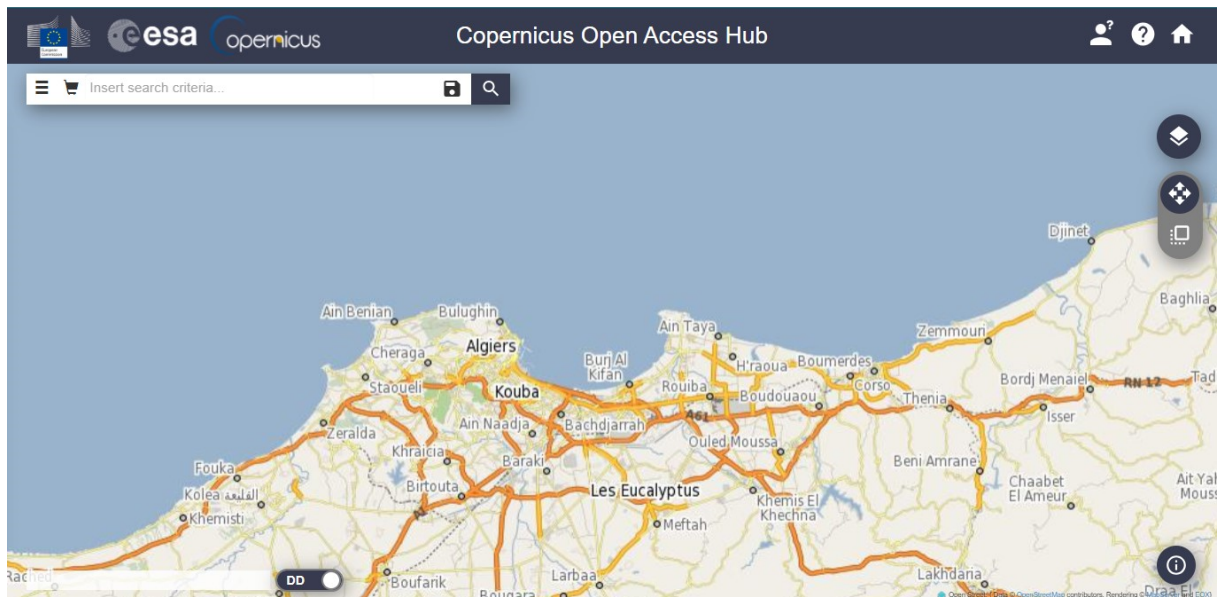 esa opernicus
Copernicus Open Access Hub
Insert search criteria...
Djinet
Baghlia
Ain Benian
Bulughin
Ain Taya
Zemmouri
Algiers
Cheraga
Burj Al
Kifan
H'raoua
Boumerdes
Staoueli
Kouba
Rouiba
Corso
Bordj Menaiel
RN 12
Tad
Boudouaou
Thenia
A61
Isser
Zeralda
Ain Naadja
Bachdjarrah
Ouled Moussa
Khraicia
Baraki
Beni Amrane
Fouka
Birtouta
Les Eucalyptus
Chaabet
El Ameur
Ait Yah
Mouss
Kolea القليعة
Khemis El
Khechna
Khemisti
Meftah
DD
Boufarik
Larbaa
Lakhdaria
Bougara
Draa El